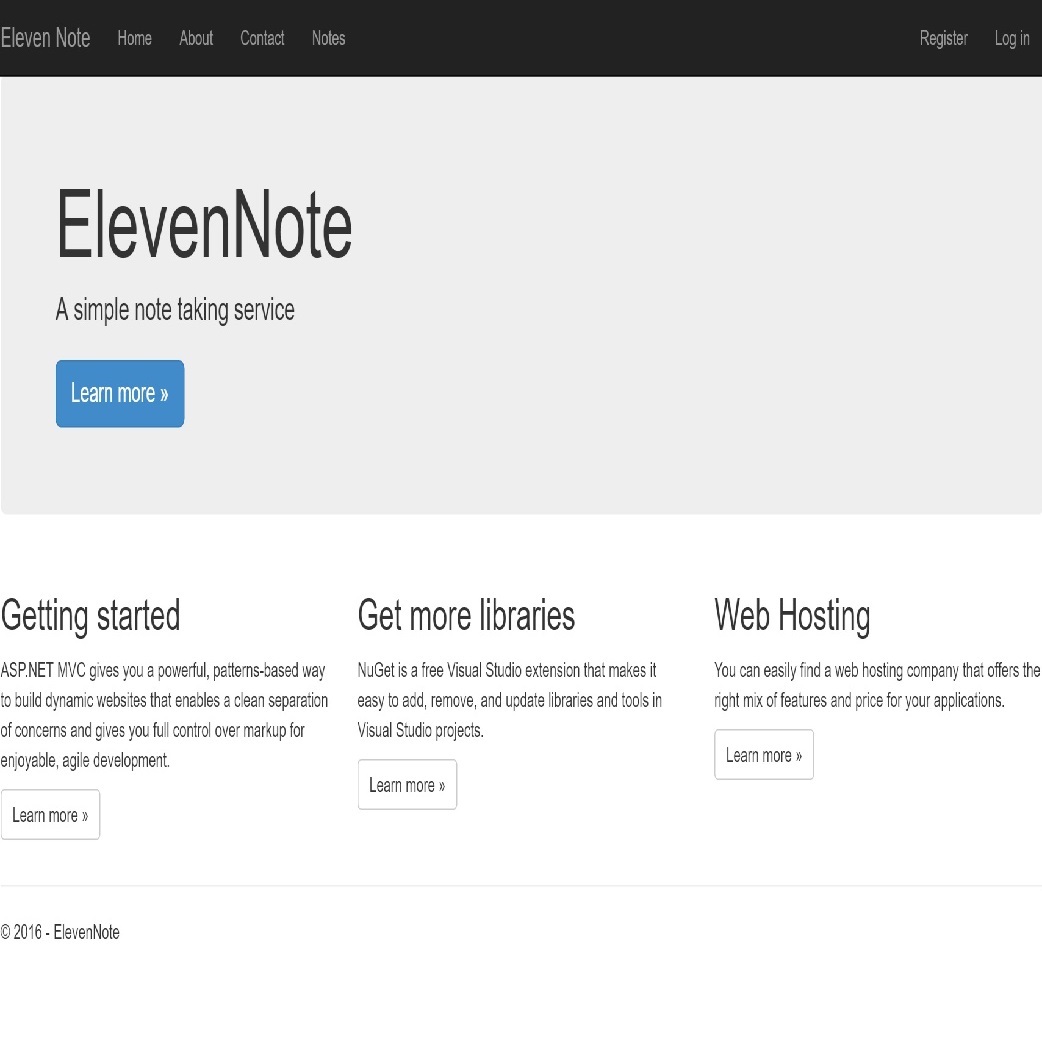 Eleven Note Home About Contact Notes Register Log in
ElevenNote
A simple note taking service
Learn more »
Getting started
ASP.NET MVC gives you a powerful, patterns-based way
to build dynamic websites that enables a clean separation
of concerns and gives you full control over markup for
enjoyable, agile development.
Learn more »
Get more libraries
NuGet is a free Visual Studio extension that makes it
easy to add, remove, and update libraries and tools in
Visual Studio projects.
Learn more »
Web Hosting
You can easily find a web hosting company that offers the
right mix of features and price for your applications.
Learn more »
© 2016 - ElevenNote